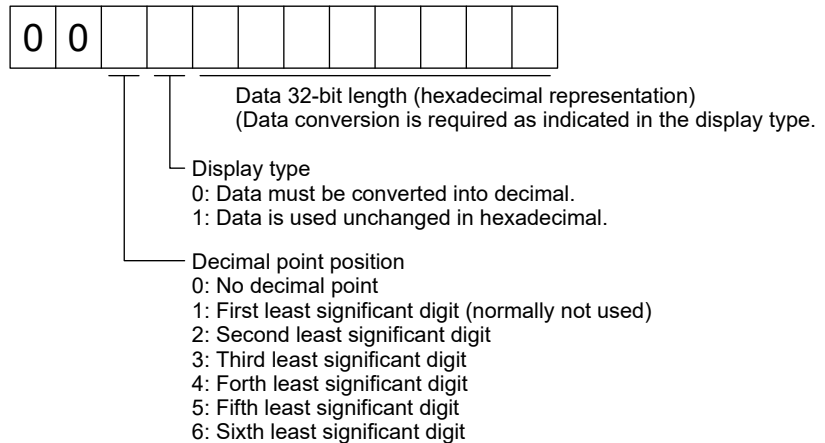 0 0
Data 32-bit length (hexadecimal representation)
(Data conversion is required as indicated in the display type.
Display type
0: Data must be converted into decimal.
1: Data is used unchanged in hexadecimal.
Decimal point position
0: No decimal point
1: First least significant digit (normally not used)
2: Second least significant digit
3: Third least significant digit
4: Forth least significant digit
5: Fifth least significant digit
6: Sixth least significant digit